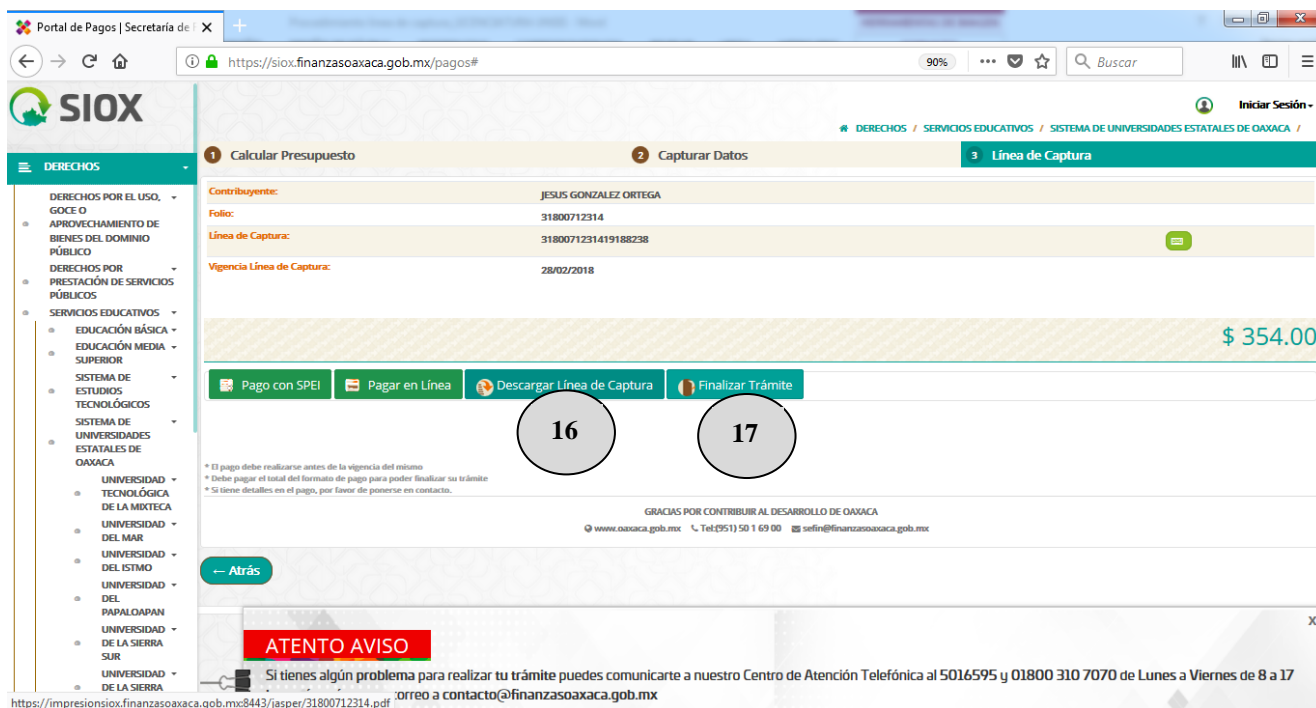 Portal de Pagos | Secretaría de F
https://siox.finanzasoaxaca.gob.mx/pagos#
90%
Buscar
SIOX
Iniciar Sesión
DERECHOS / SERVICIOS EDUCATIVOS / SISTEMA DE UNIVERSIDADES ESTATALES DE OAXACA /
DERECHOS
DERECHOS POR EL USO,
GOCE O
APROVECHAMIENTO DE
BIENES DEL DOMINIO
PÚBLICO
DERECHOS POR
PRESTACIÓN DE SERVICIOS
PÚBLICOS
SERVICIOS EDUCATIVOS
EDUCACIÓN BÁSICA
EDUCACIÓN MEDIA
SUPERIOR
SISTEMA DE
ESTUDIOS
TECNOLÓGICOS
SISTEMA DE
UNIVERSIDADES
ESTATALES DE
OAXACA
UNIVERSIDAD
TECNOLÓGICA
DE LA MIXTECA
UNIVERSIDAD
DEL MAR
UNIVERSIDAD
DEL ISTMO
UNIVERSIDAD
DEL
PAPALOAPAN
UNIVERSIDAD
DE LA SIERRA
SUR
UNIVERSIDAD
DE LA SIERRA
1 Calcular Presupuesto
2 Capturar Datos
3 Línea de Captura
Contribuyente: JESUS GONZALEZ ORTEGA
Folio: 31800712314
Línea de Captura: 3180071231419188238
Vigencia Línea de Captura: 28/02/2018
$ 354.00
Pago con SPEI
Pagar en Línea
Descargar Línea de Captura
Finalizar Trámite
16
17
* El pago debe realizarse antes de la vigencia del mismo
* Debe pagar el total del formato de pago para poder finalizar su trámite
* Si tiene detalles en el pago, por favor de ponerse en contacto.
GRACIAS POR CONTRIBUIR AL DESARROLLO DE OAXACA
www.oaxaca.gob.mx Tel:(951) 50 1 69 00 sefin@finanzasoaxaca.gob.mx
← Atrás
X
ATENTO AVISO
Si tienes algún problema para realizar tu trámite puedes comunicarte a nuestro Centro de Atención Telefónica al 5016595 y 01800 310 7070 de Lunes a Viernes de 8 a 17
correo a contacto@finanzasoaxaca.gob.mx
https://impresionsiox.finanzasoaxaca.gob.mx:8443/jasper/31800712314.pdf